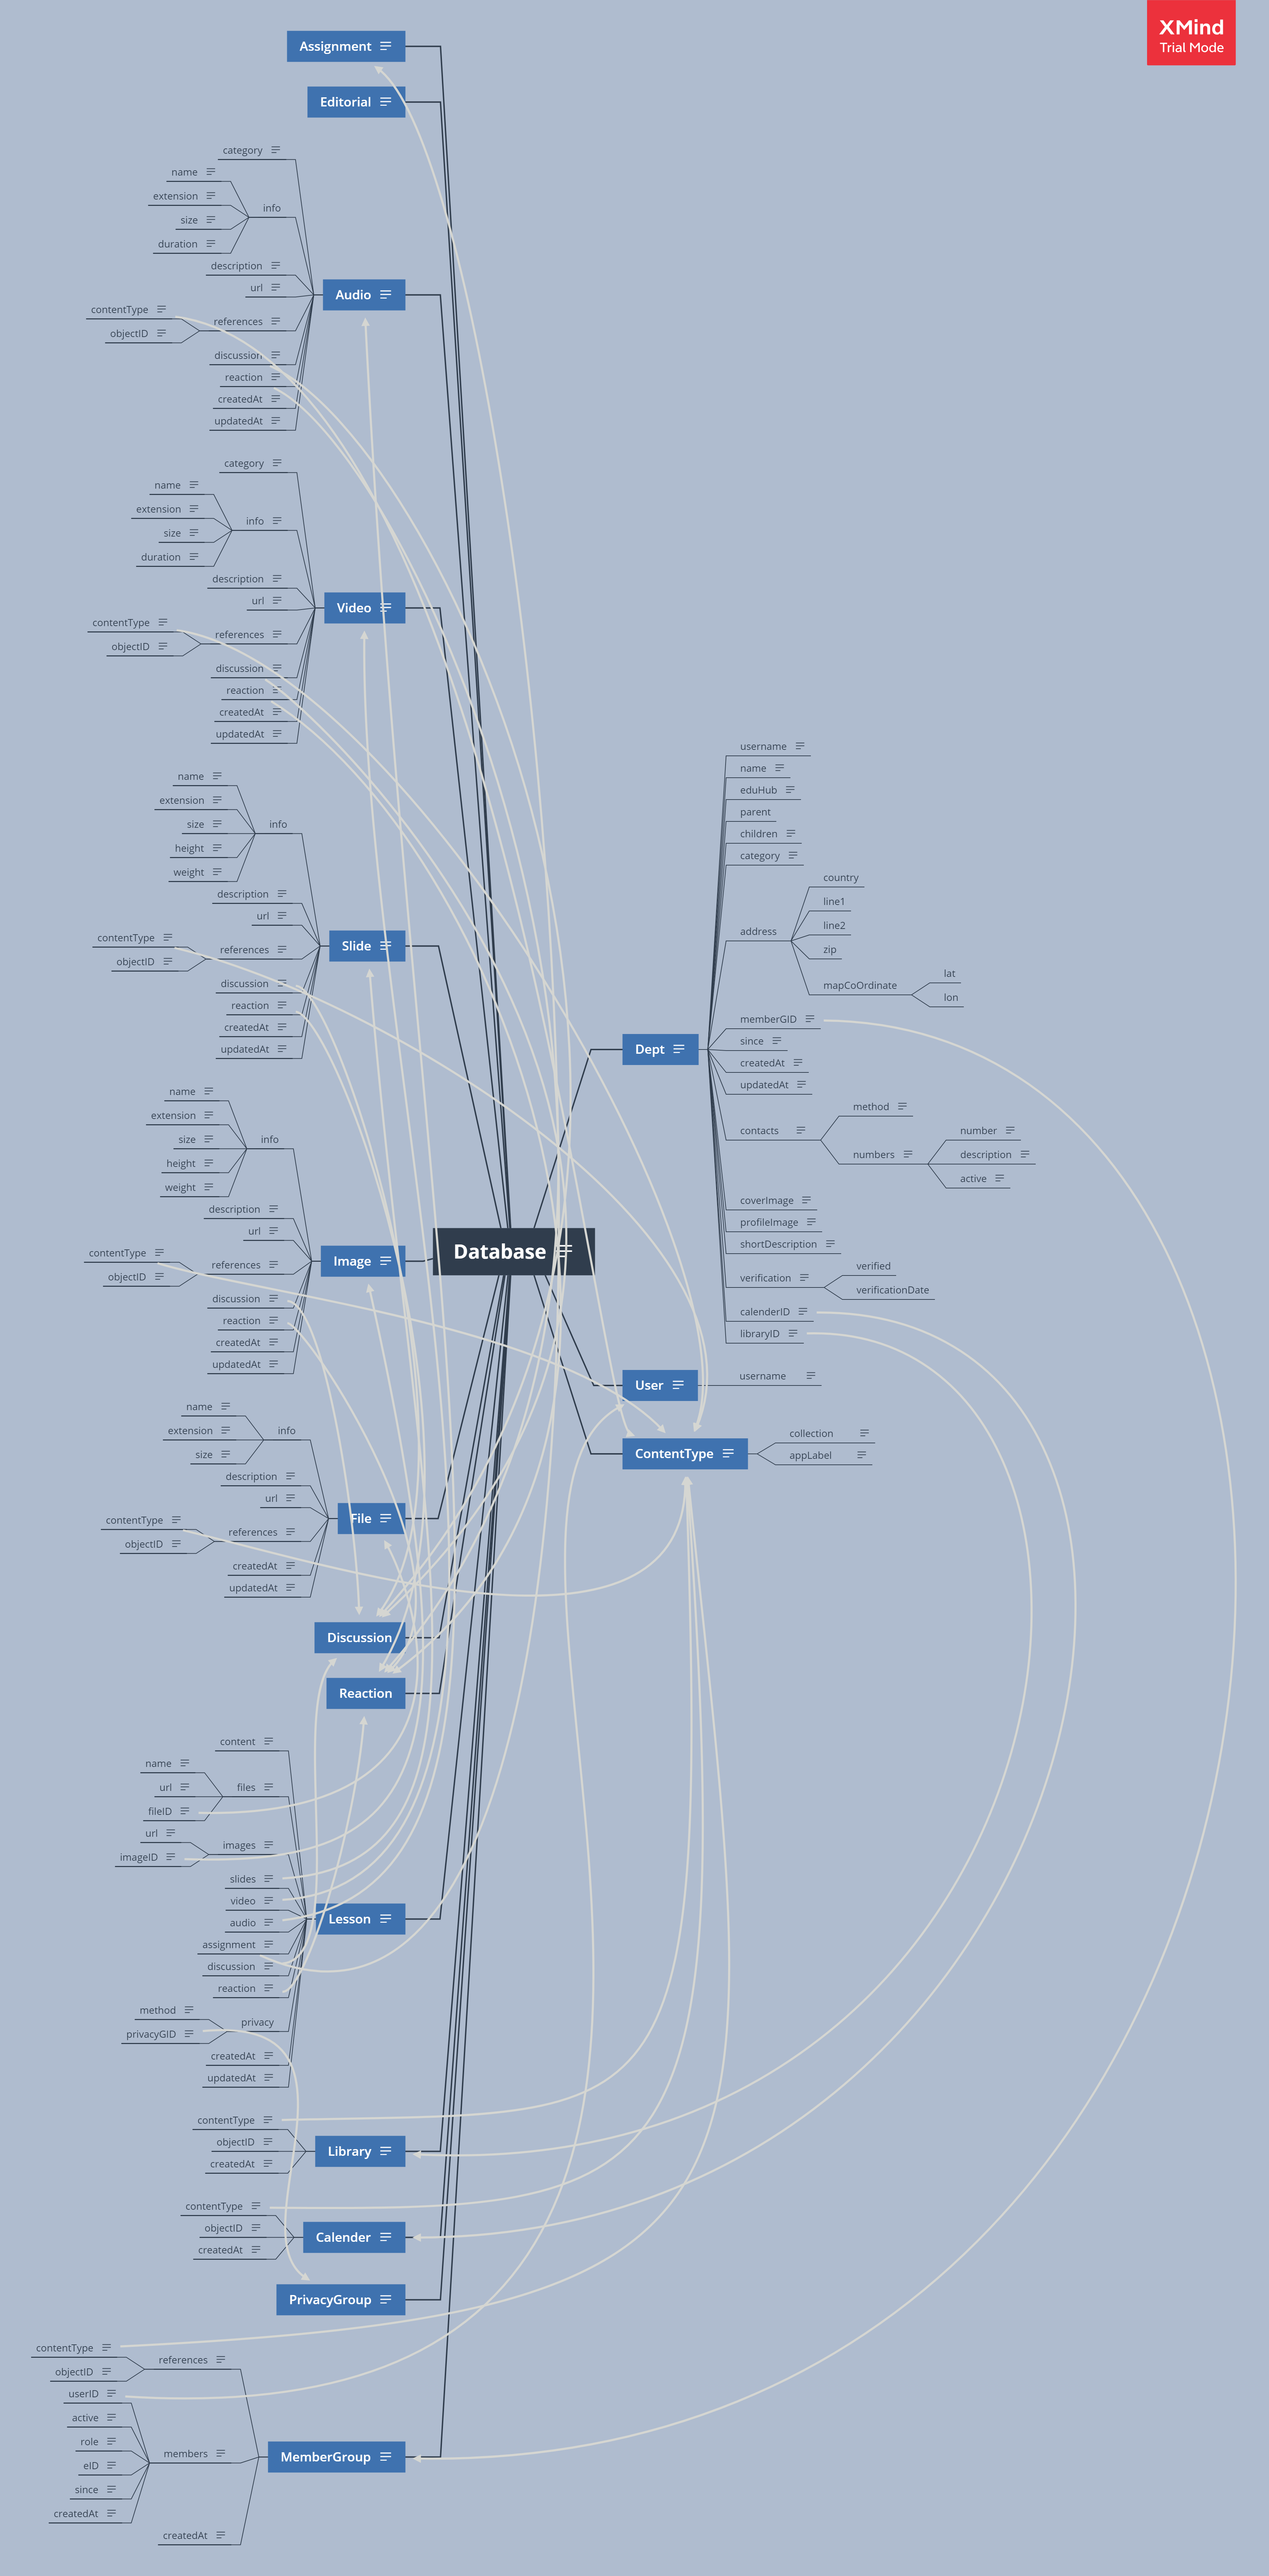 XMind
Trial Mode
Assignment
Editorial
category
name
extension
size
duration
info
description
url
contentType
objectID
references
discussion
reaction
createdAt
updatedAt
Audio
category
name
extension
size
duration
info
description
url
contentType
objectID
references
discussion
reaction
createdAt
updatedAt
Video
name
extension
size
height
weight
info
description
url
contentType
objectID
references
discussion
reaction
createdAt
updatedAt
Slide
name
extension
size
height
weight
info
description
url
contentType
objectID
references
discussion
reaction
createdAt
updatedAt
Image
name
extension
size
info
description
url
contentType
objectID
references
createdAt
updatedAt
File
Discussion
Reaction
content
name
url
fileID
files
url
imageID
images
slides
video
audio
assignment
discussion
reaction
method
privacyGID
privacy
createdAt
updatedAt
Lesson
contentType
objectID
createdAt
Library
contentType
objectID
createdAt
Calender
PrivacyGroup
contentType
objectID
references
userID
active
role
eID
since
createdAt
members
createdAt
MemberGroup
Database
Dept
username
name
eduHub
parent
children
category
address
country
line1
line2
zip
mapCoOrdinate
lat
lon
memberGID
since
createdAt
updatedAt
contacts
method
numbers
number
description
active
coverImage
profileImage
shortDescription
verification
verified
verificationDate
calenderID
libraryID
User
username
ContentType
collection
appLabel